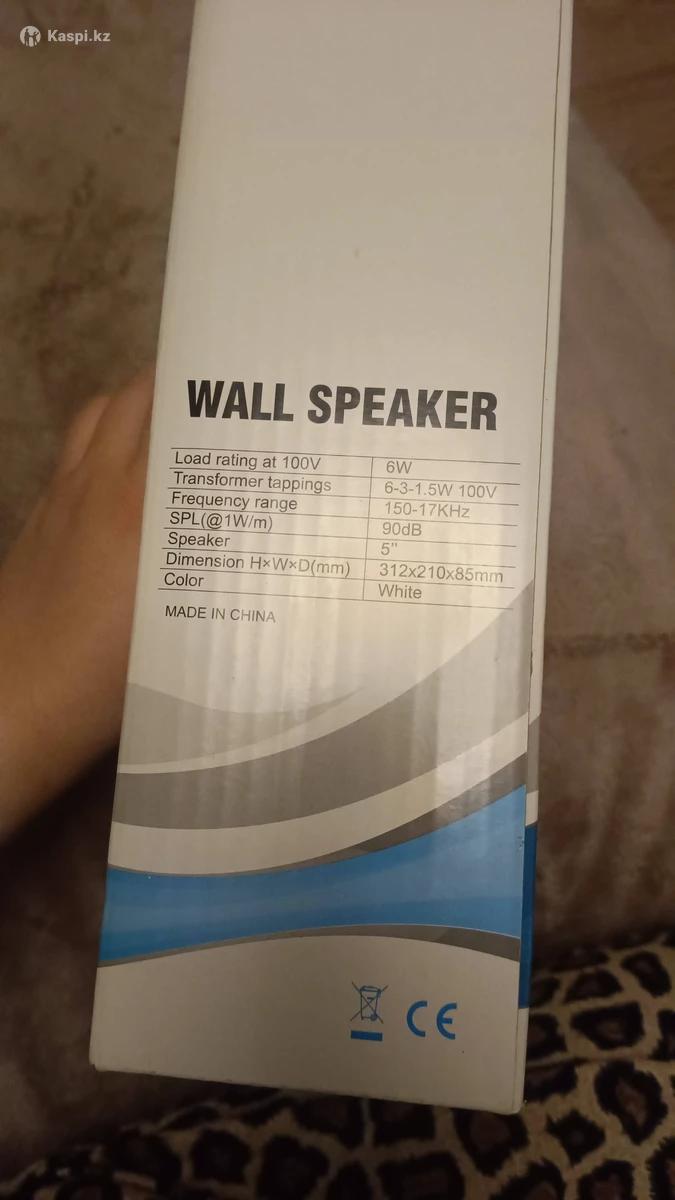 Kaspi.kz
WALL SPEAKER
Load rating at 100V 6W
Transformer tappings 6-3-1.5W 100V
Frequency range 150-17KHz
SPL(@1W/m) 90dB
Speaker 5"
Dimension H×W×D(mm) 312x210x85mm
Color White
MADE IN CHINA
CE